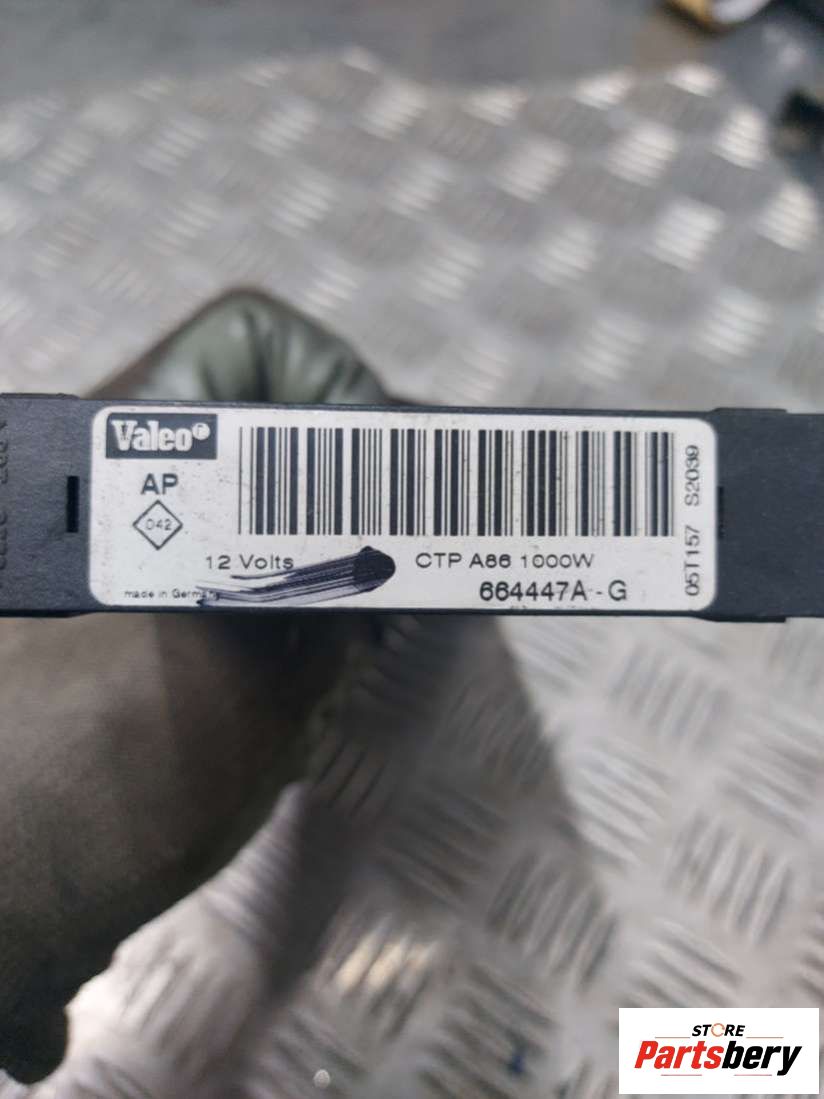 Valeo
AP
042
12 Volts
CTP A86 1000W
made in Germany
664447A - G
05T157 S2039
STORE
Partsbery